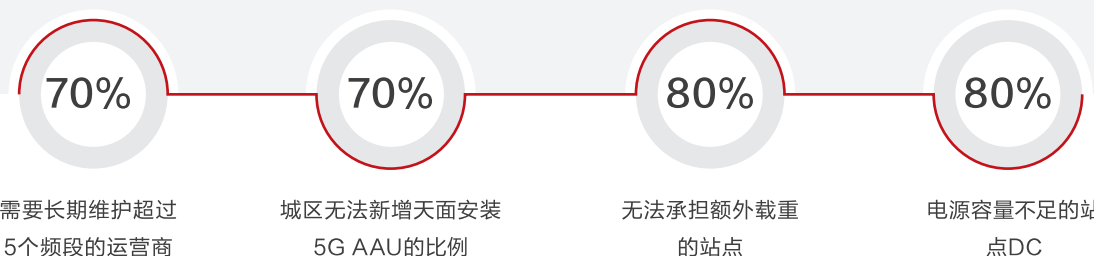 70%
70%
80%
80%
需要长期维护超过
5个频段的运营商
城区无法新增天面安装
5G AAU的比例
无法承担额外载重
的站点
电源容量不足的站
点DC